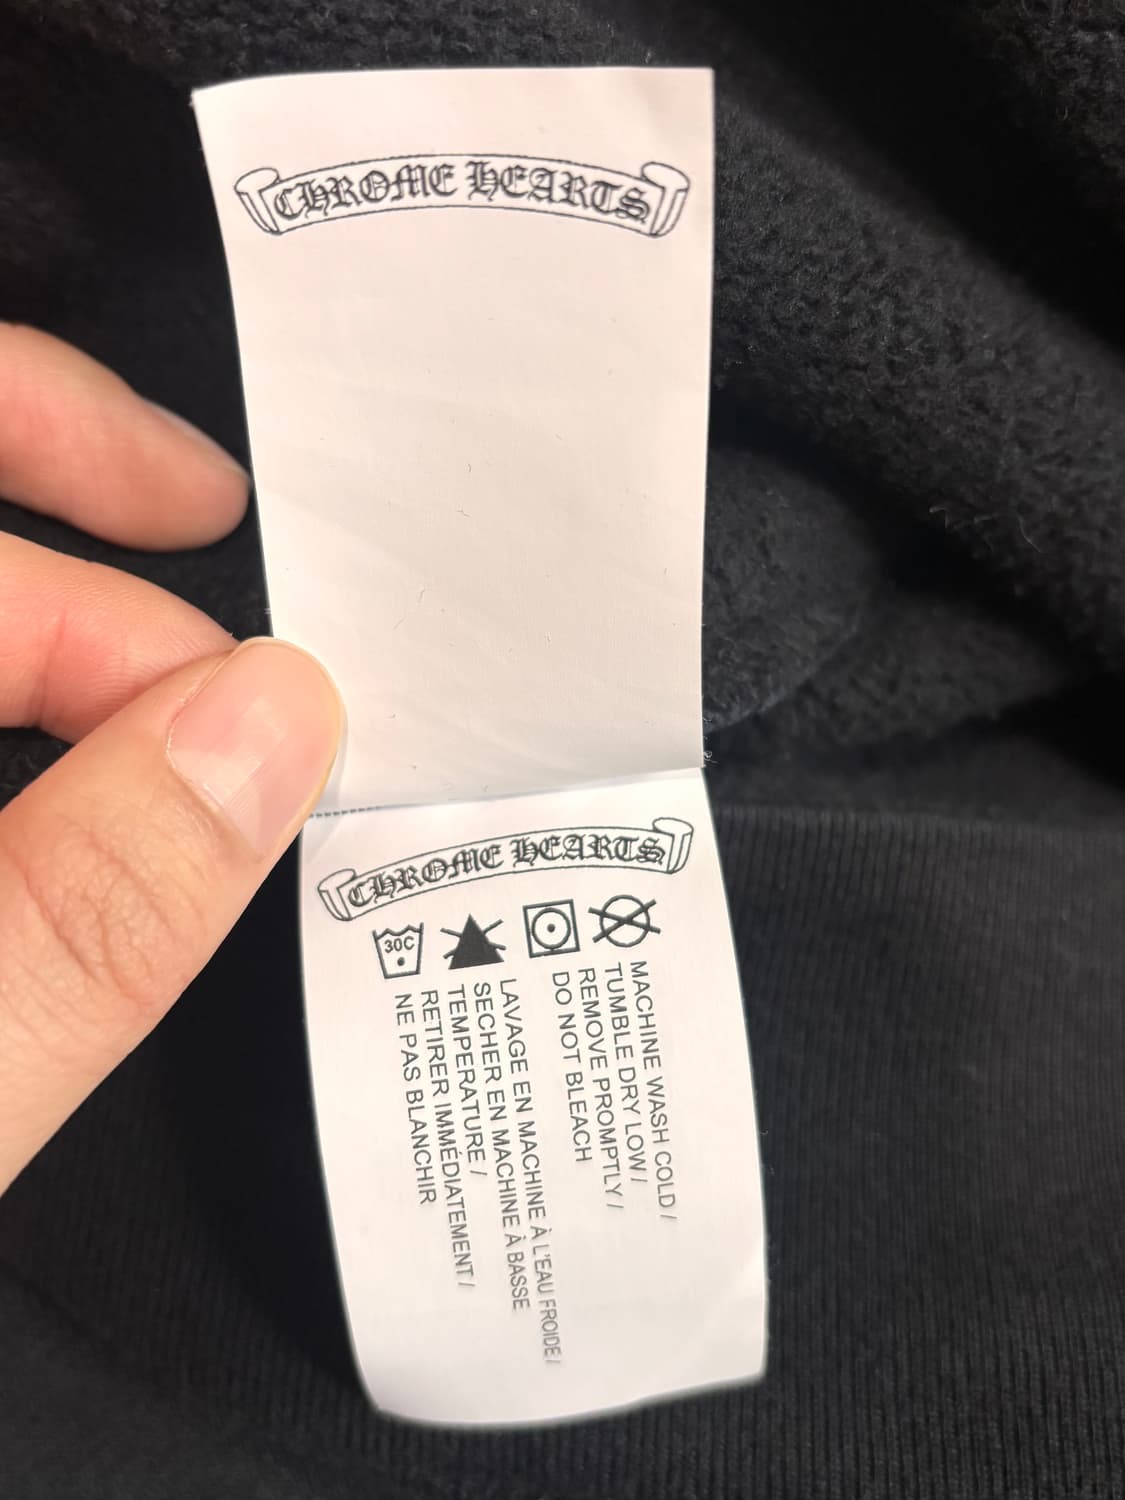 CHROME HEARTS
CHROME HEARTS
30C
MACHINE WASH COLD /
TUMBLE DRY LOW /
REMOVE PROMPTLY /
DO NOT BLEACH
LAVAGE EN MACHINE À L'EAU FROIDE /
SECHER EN MACHINE À BASSE
TEMPERATURE /
RETIRER IMMÉDIATEMENT /
NE PAS BLANCHIR